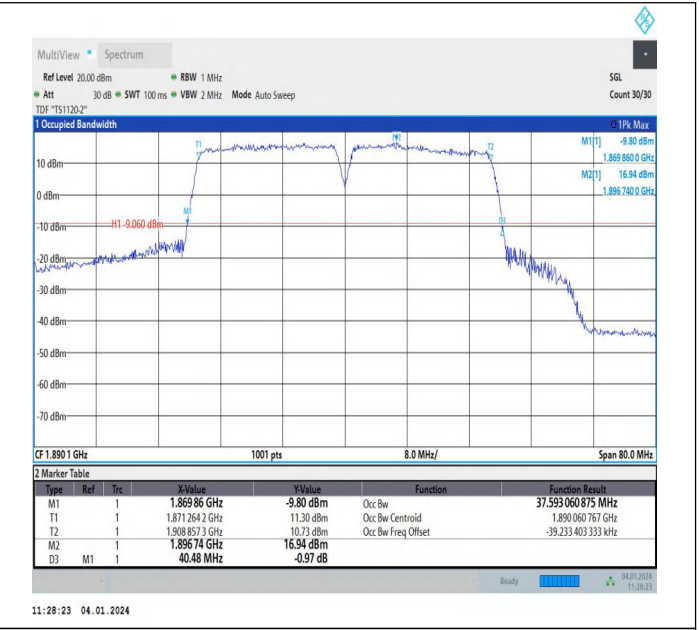 MultiView Spectrum
Ref Level 20.00 dBm RBW 1 MHz SGL
Att 30 dB SWT 100 ms VBW 2 MHz Mode Auto Sweep Count 30/30
TDF "TS1120-2"
1 Occupied Bandwidth 1Pk Max
M1[1] -9.80 dBm
1.869 860 0 GHz
M2[1] 16.94 dBm
1.896 740 0 GHz
T1 M2 T2
10 dBm
0 dBm
M1
-10 dBm H1 -9.060 dBm D3
-20 dBm
-30 dBm
-40 dBm
-50 dBm
-60 dBm
-70 dBm
CF 1.890 1 GHz 1001 pts 8.0 MHz/ Span 80.0 MHz
2 Marker Table
Type Ref Trc X-Value Y-Value Function Function Result
M1 1 1.869 86 GHz -9.80 dBm Occ Bw 37.593 060 875 MHz
T1 1 1.871 264 2 GHz 11.30 dBm Occ Bw Centroid 1.890 060 767 GHz
T2 1 1.908 857 3 GHz 10.73 dBm Occ Bw Freq Offset -39.233 403 333 kHz
M2 1 1.896 74 GHz 16.94 dBm
D3 M1 1 40.48 MHz -0.97 dB
Ready 04.01.2024
11:28:23
11:28:23 04.01.2024